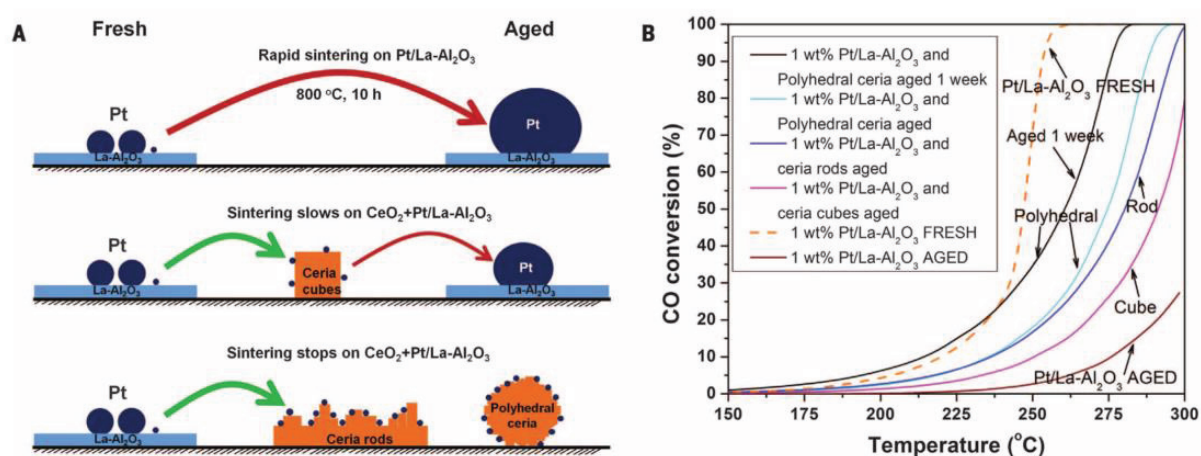 A
Fresh
Aged
Rapid sintering on Pt/La-Al₂O₃
800 °C, 10 h
Pt
La-Al₂O₃
Pt
La-Al₂O₃
Sintering slows on CeO₂+Pt/La-Al₂O₃
Pt
La-Al₂O₃
Ceria
cubes
Pt
La-Al₂O₃
Sintering stops on CeO₂+Pt/La-Al₂O₃
Pt
La-Al₂O₃
Ceria rods
Polyhedral
ceria
B
CO conversion (%)
100
90
80
70
60
50
40
30
20
10
0
1 wt% Pt/La-Al₂O₃ and
Polyhedral ceria aged 1 week
1 wt% Pt/La-Al₂O₃ and
Polyhedral ceria aged
1 wt% Pt/La-Al₂O₃ and
ceria rods aged
1 wt% Pt/La-Al₂O₃ and
ceria cubes aged
1 wt% Pt/La-Al₂O₃ FRESH
1 wt% Pt/La-Al₂O₃ AGED
Pt/La-Al₂O₃ FRESH
Aged 1 week
Polyhedral
Rod
Cube
Pt/La-Al₂O₃ AGED
150
200
225
250
275
300
Temperature (°C)